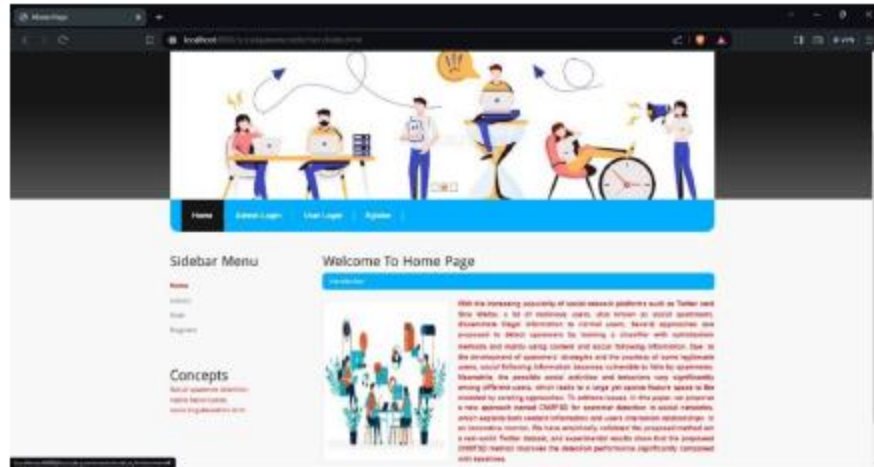 Home Page
localhost
Home
Admin Login
User Login
Register
Sidebar Menu
Home
Concepts
Welcome To Home Page
Introduction
With the increasing popularity of social network platforms such as Twitter and
Sina Weibo, a lot of malicious users, also known as social spammers,
disseminate illegal information to normal users. Several approaches are
proposed to detect spammers by training a classifier with optimization
methods and mainly using content and social following information. Due to
the development of spammers' strategies and the courtesy of some legitimate
users, social following information becomes vulnerable to fake by spammers.
Meanwhile, the possible social activities and behaviors vary significantly
among different users, which leads to a large yet sparse feature space to be
modeled by existing approaches. To address issues, in this paper, we propose
a new approach named
for spammer detection in social networks,
which exploits both content information and users interaction relationships in
an innovative manner. We have empirically validated the proposed method on
a real-world Twitter dataset, and experimental results show that the proposed
method improves the detection performance significantly compared
with baselines.